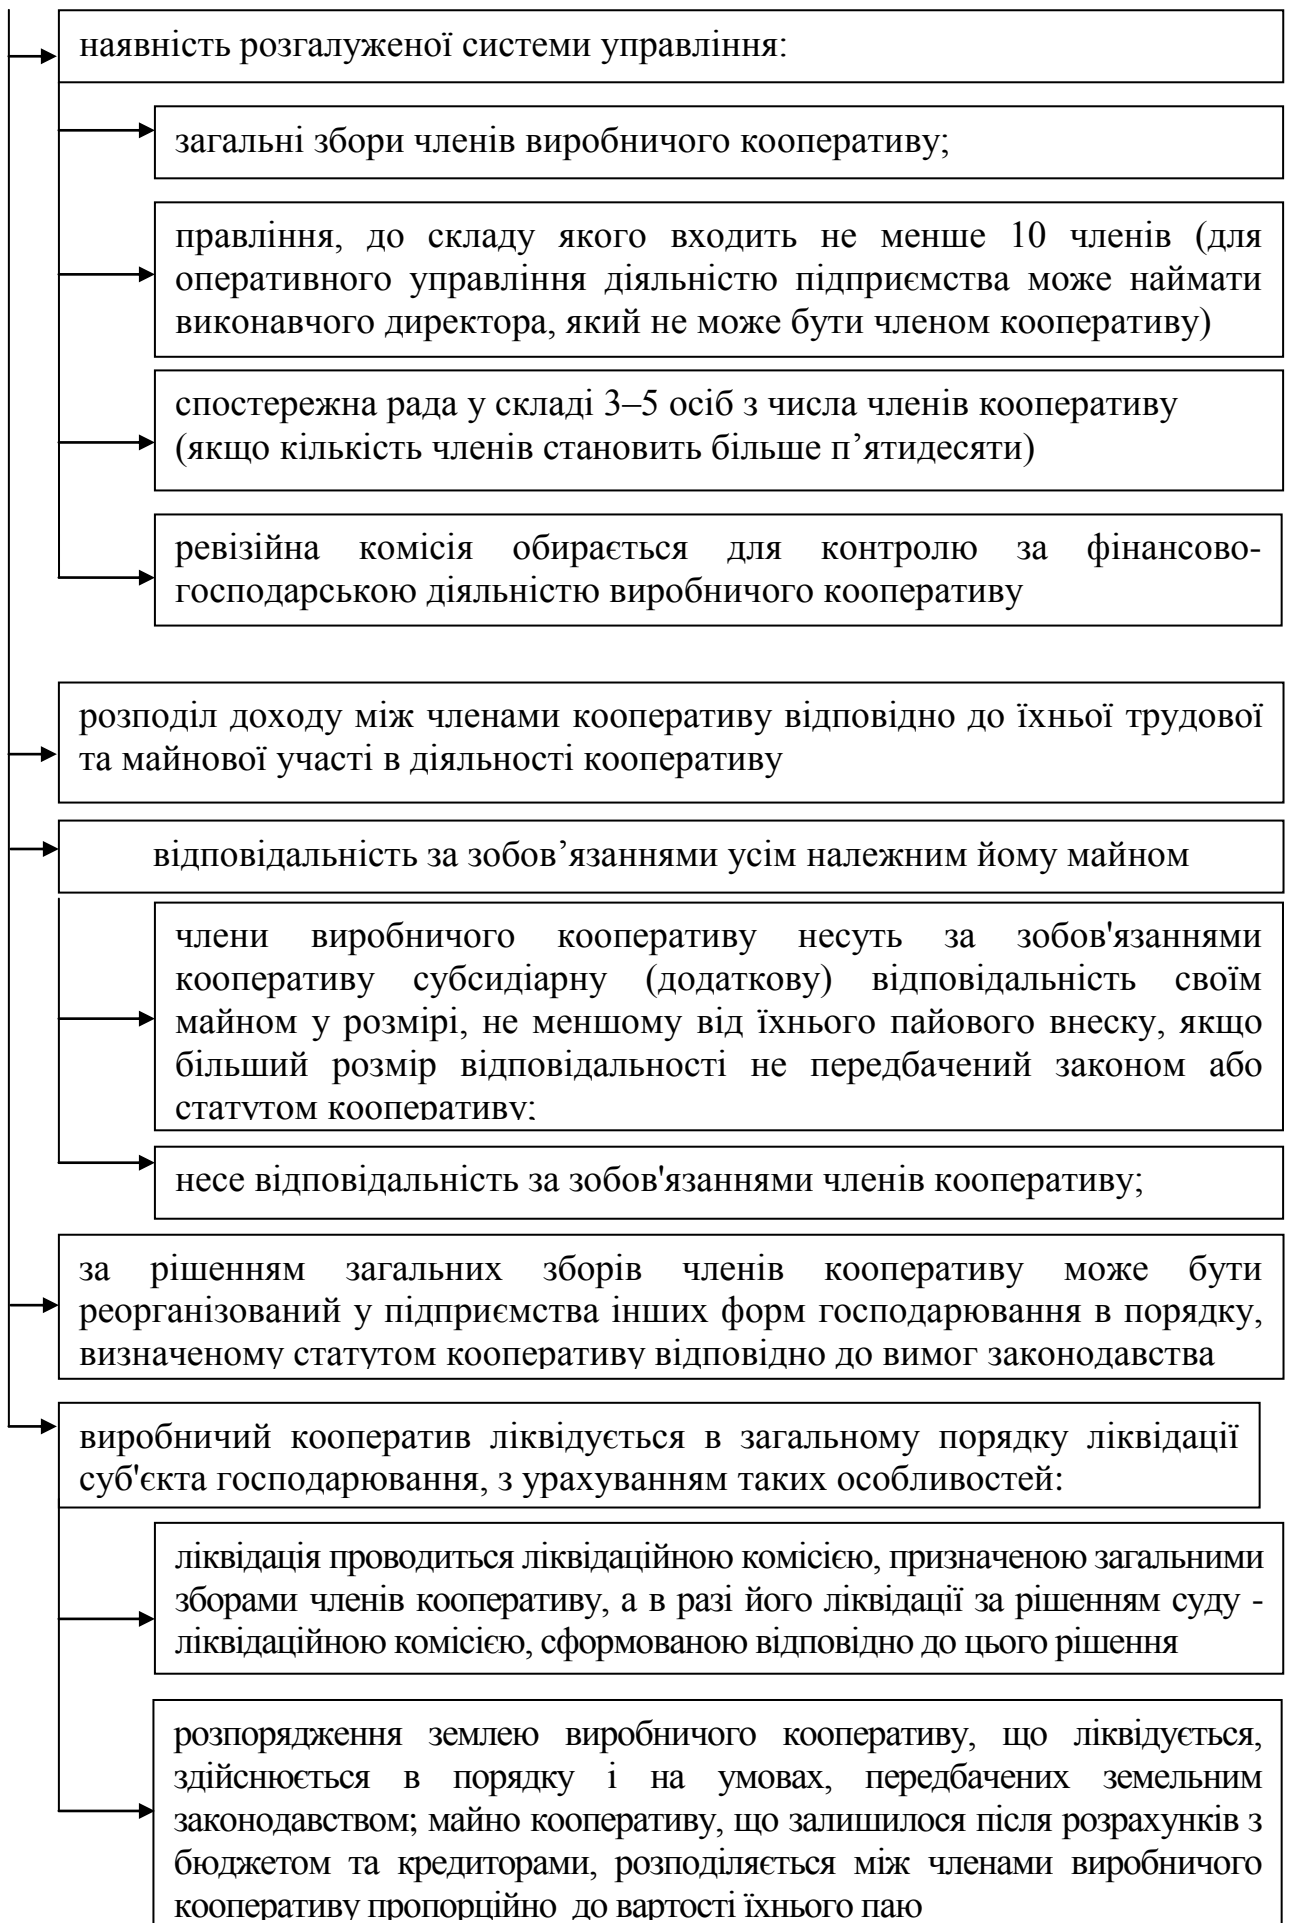 наявність розгалуженої системи управління:
загальні збори членів виробничого кооперативу;
правління, до складу якого входить не менше 10 членів (для
оперативного управління діяльністю підприємства може наймати
виконавчого директора, який не може бути членом кооперативу)
спостережна рада у складі 3–5 осіб з числа членів кооперативу
(якщо кількість членів становить більше п’ятидесяти)
ревізійна комісія обирається для контролю за фінансово-
господарською діяльністю виробничого кооперативу
розподіл доходу між членами кооперативу відповідно до їхньої трудової
та майнової участі в діяльності кооперативу
відповідальність за зобов’язаннями усім належним йому майном
члени виробничого кооперативу несуть за зобов'язаннями
кооперативу субсидіарну (додаткову) відповідальність своїм
майном у розмірі, не меншому від їхнього пайового внеску, якщо
більший розмір відповідальності не передбачений законом або
статутом кооперативу;
несе відповідальність за зобов'язаннями членів кооперативу;
за рішенням загальних зборів членів кооперативу може бути
реорганізований у підприємства інших форм господарювання в порядку,
визначеному статутом кооперативу відповідно до вимог законодавства
виробничий кооператив ліквідується в загальному порядку ліквідації
суб'єкта господарювання, з урахуванням таких особливостей:
ліквідація проводиться ліквідаційною комісією, призначеною загальними
зборами членів кооперативу, а в разі його ліквідації за рішенням суду -
ліквідаційною комісією, сформованою відповідно до цього рішення
розпорядження землею виробничого кооперативу, що ліквідується,
здійснюється в порядку і на умовах, передбачених земельним
законодавством; майно кооперативу, що залишилося після розрахунків з
бюджетом та кредиторами, розподіляється між членами виробничого
кооперативу пропорційно до вартості їхнього паю